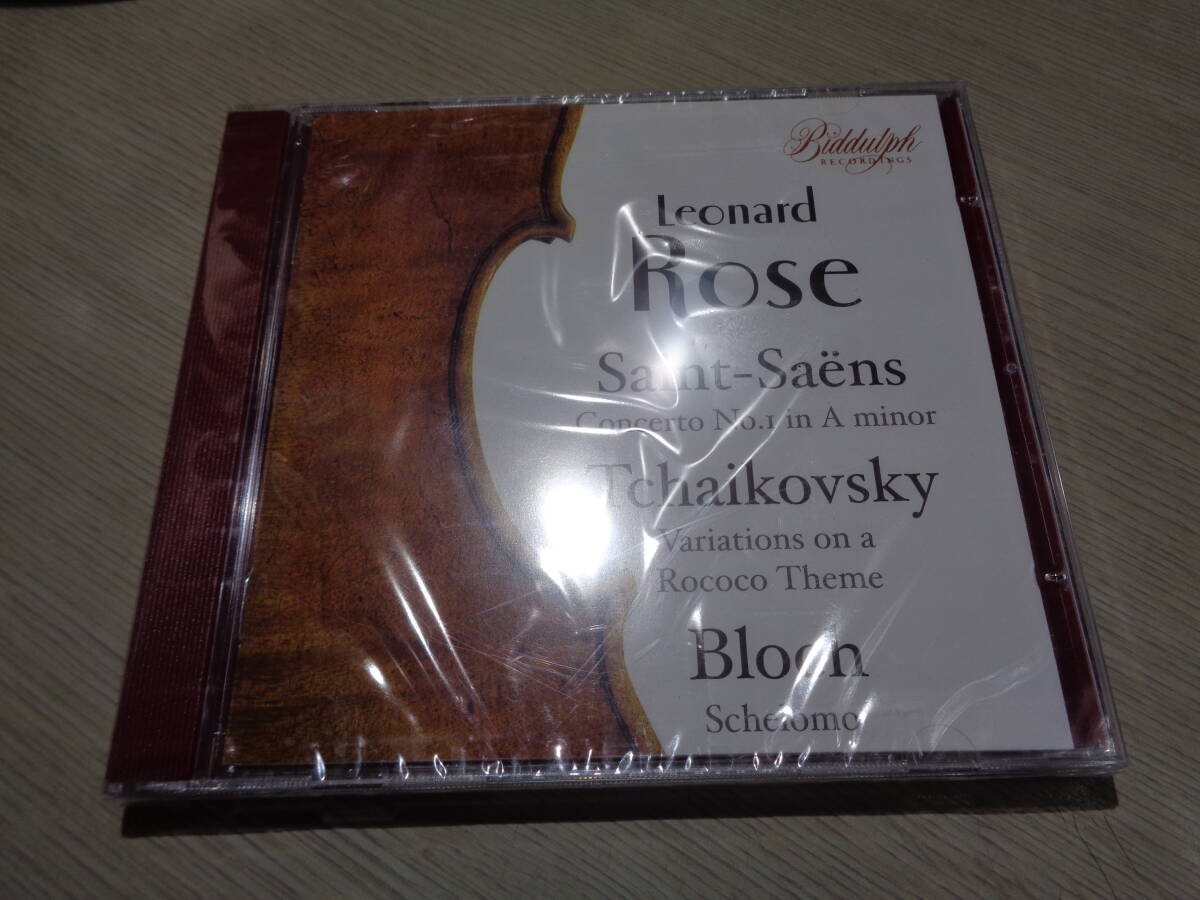 Biddulph
RECORDINGS
Leonard
Rose
Saint-Saëns
Concerto No.1 in A minor
Tchaikovsky
Variations on a
Rococo Theme
Bloch
Schelomo